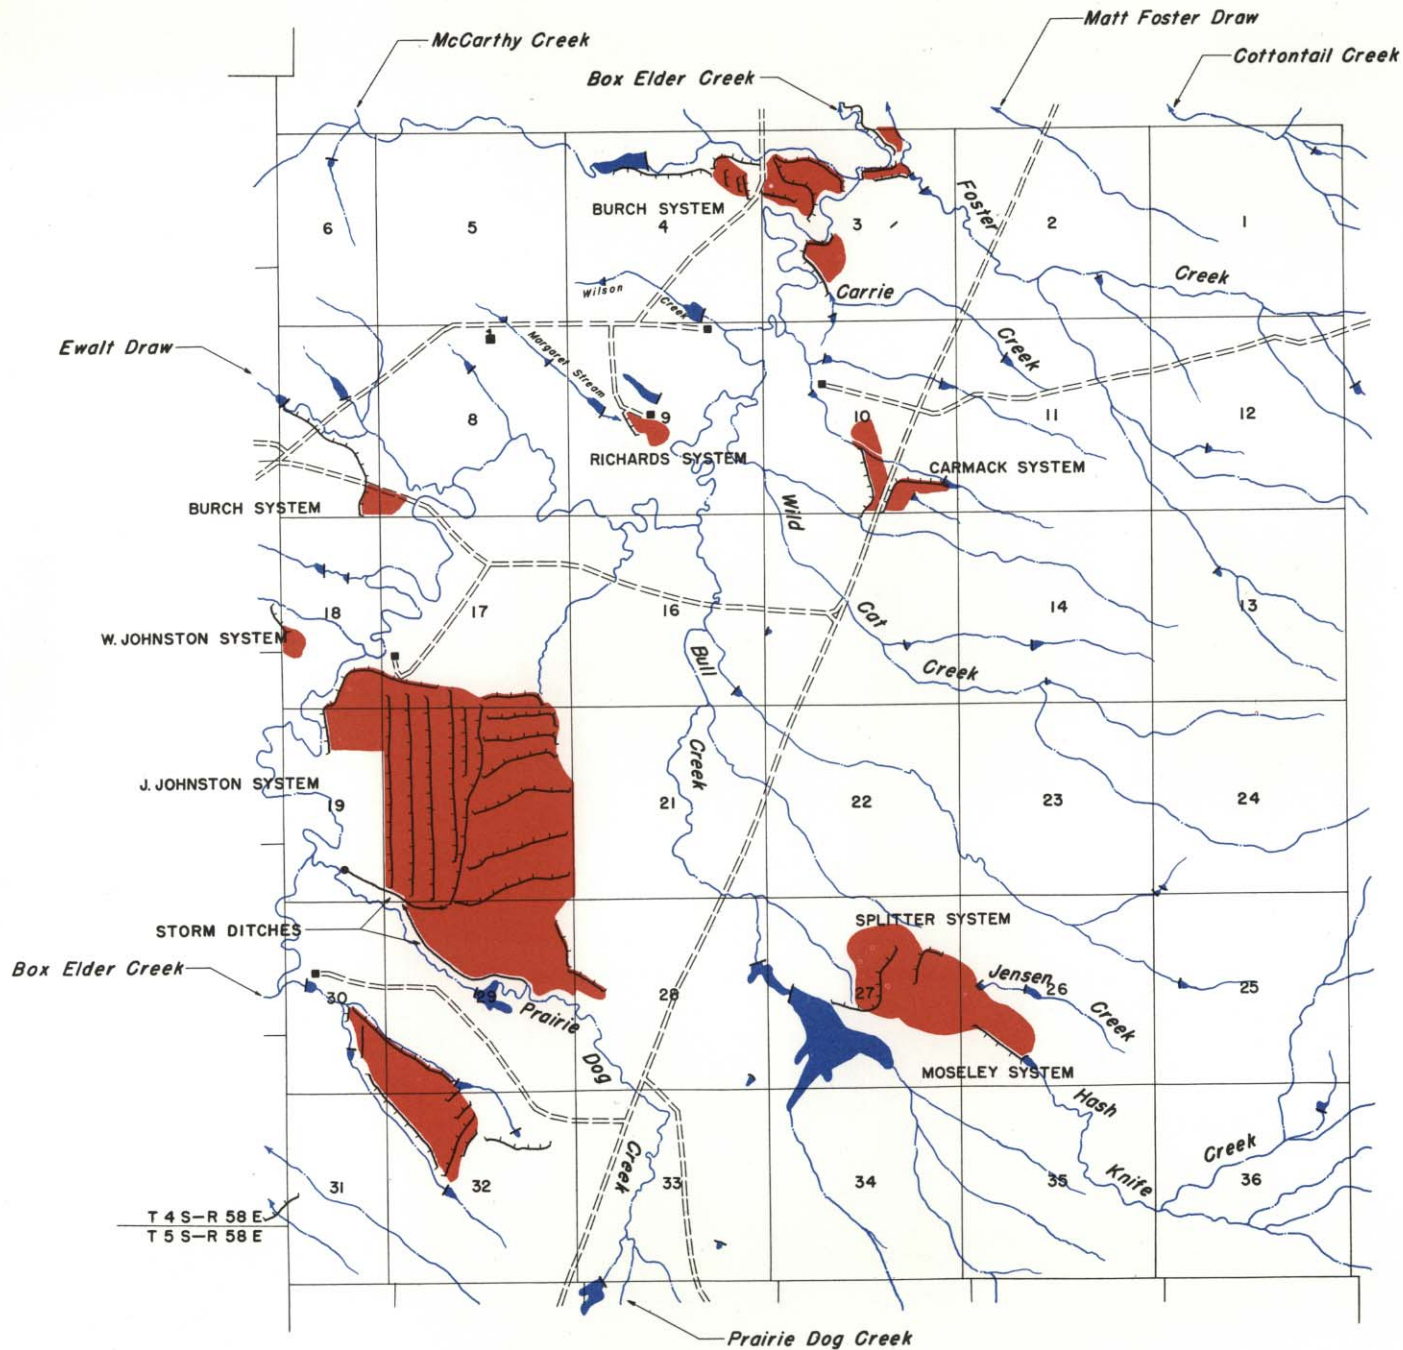 Matt Foster Draw
McCarthy Creek
Cottontail Creek
Box Elder Creek
Foster
BURCH SYSTEM
6
5
4
3
2
1
Creek
Wilson
Creek
Carrie
Ewalt Draw
Margaret Stream
Creek
8
9
10
11
12
RICHARDS SYSTEM
CARMACK SYSTEM
BURCH SYSTEM
Wild
18
17
16
14
13
Cat
W. JOHNSTON SYSTEM
Bull
Creek
Creek
J. JOHNSTON SYSTEM
19
21
22
23
24
SPLITTER SYSTEM
STORM DITCHES
Box Elder Creek
Jensen
30
29
28
27
26
25
Prairie
Creek
Dog
MOSELEY SYSTEM
Hash
Creek
Creek
Knife
31
32
33
34
35
36
T 4 S–R 58 E
T 5 S–R 58 E
Prairie Dog Creek